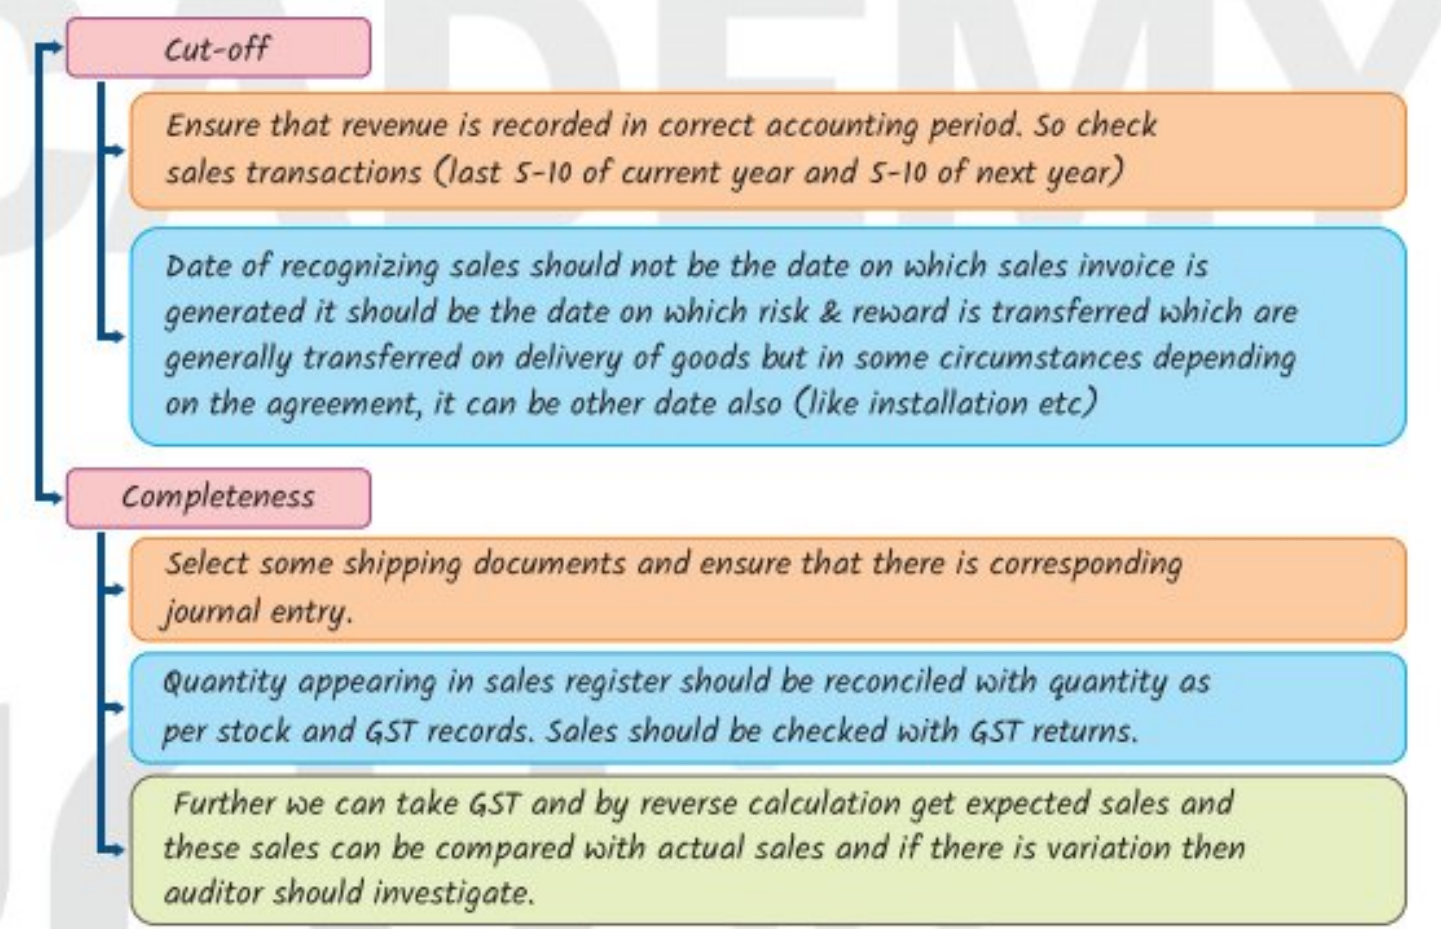 Cut-off
Ensure that revenue is recorded in correct accounting period. So check
sales transactions (last 5-10 of current year and 5-10 of next year)
Date of recognizing sales should not be the date on which sales invoice is
generated it should be the date on which risk & reward is transferred which are
generally transferred on delivery of goods but in some circumstances depending
on the agreement, it can be other date also (like installation etc)
Completeness
Select some shipping documents and ensure that there is corresponding
journal entry.
Quantity appearing in sales register should be reconciled with quantity as
per stock and GST records. Sales should be checked with GST returns.
Further we can take GST and by reverse calculation get expected sales and
these sales can be compared with actual sales and if there is variation then
auditor should investigate.